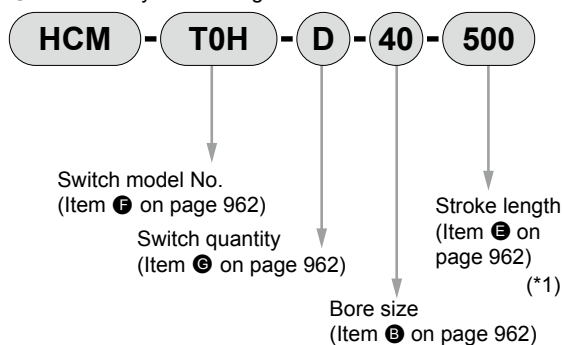 HCM - T0H - D - 40 - 500
Switch model No.
(Item F on page 962)
Switch quantity
(Item G on page 962)
Stroke length
(Item E on
page 962)
(*1)
Bore size
(Item B on page 962)